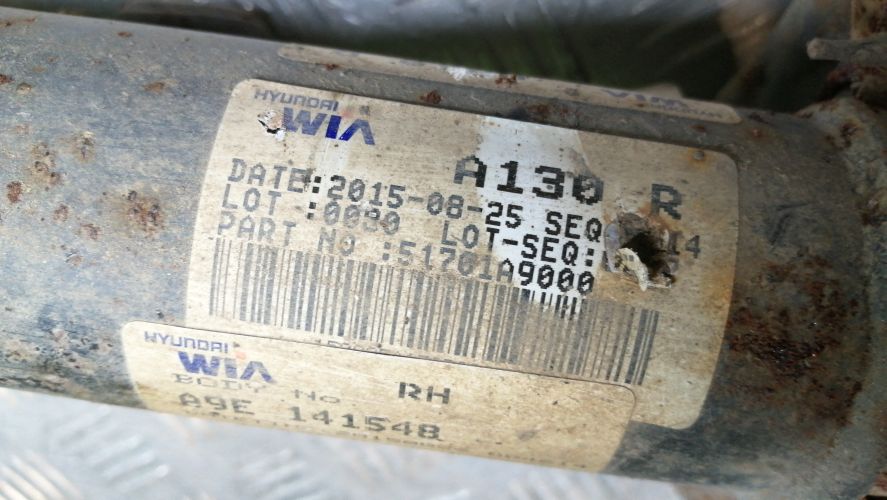 HYUNDAI
WIA
A130 R
DATE:2015-08-25 SEQ
LOT :0080 LOT-SEQ:
PART NO :51701A9000
HYUNDAI
WIA
BODY No RH
A9E 141548